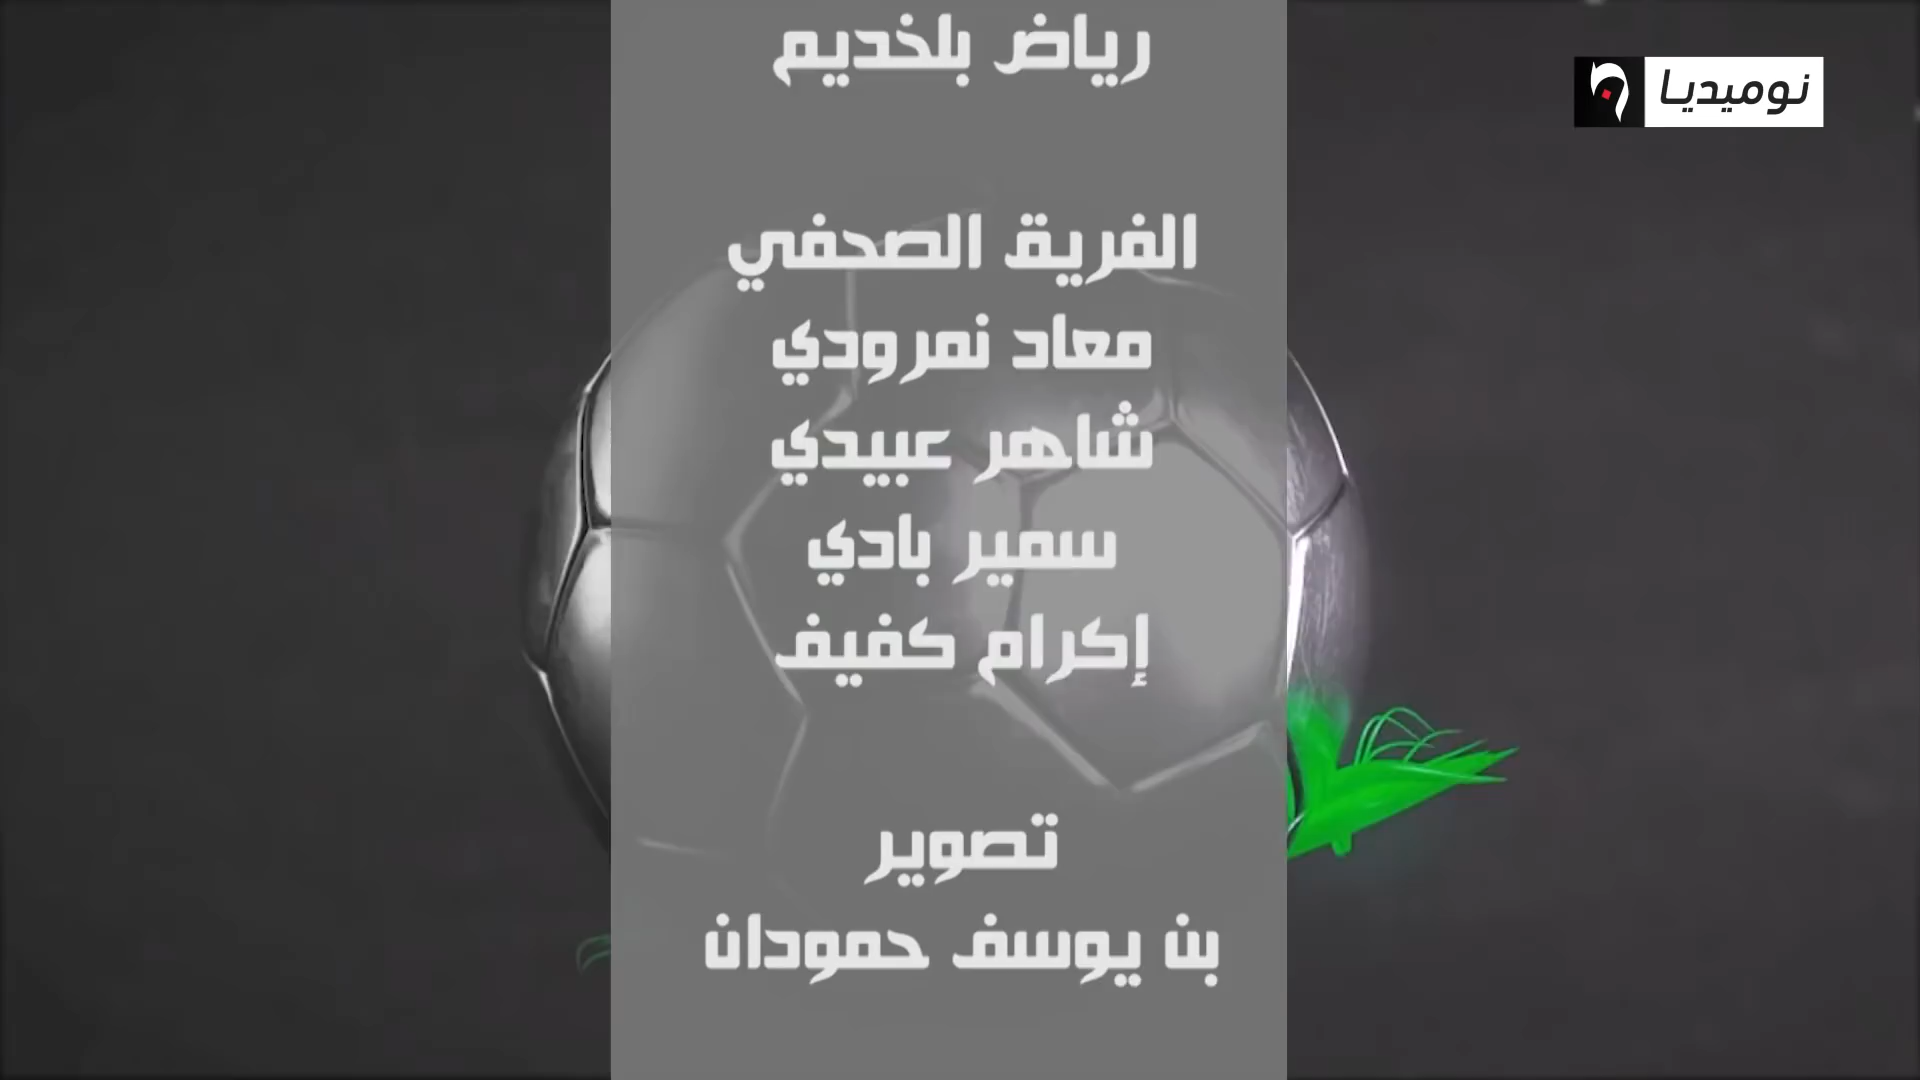 رياض بلخديم
نوميديا
الفريق الصحفي
معاد نمرودي
شاهر عبيدي
سمير بادي
إكرام كفيف
تصوير
بن يوسف حمودان